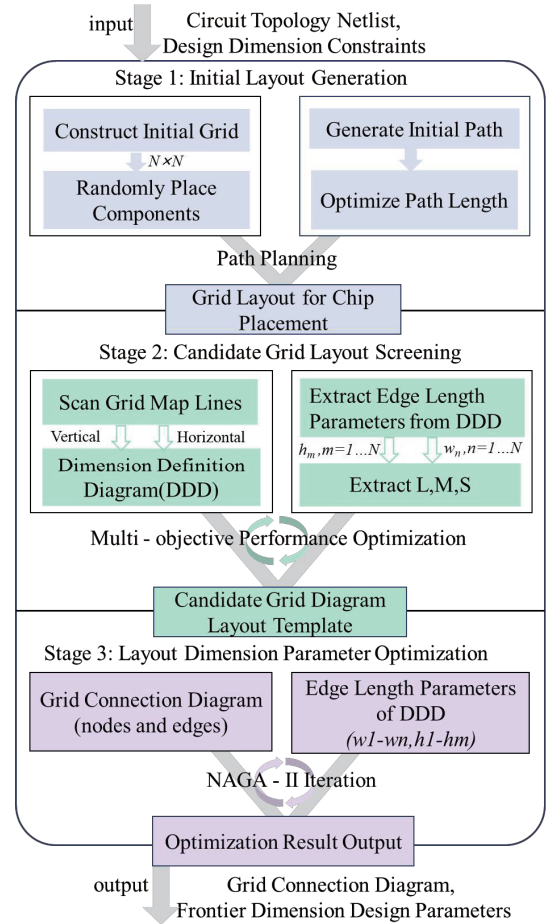 input
Circuit Topology Netlist,
Design Dimension Constraints
Stage 1: Initial Layout Generation
Construct Initial Grid
N×N
Randomly Place
Components
Generate Initial Path
Optimize Path Length
Path Planning
Grid Layout for Chip
Placement
Stage 2: Candidate Grid Layout Screening
Scan Grid Map Lines
Vertical
Horizontal
Dimension Definition
Diagram(DDD)
Extract Edge Length
Parameters from DDD
hm,m=1...N
wn,n=1...N
Extract L,M,S
Multi - objective Performance Optimization
Candidate Grid Diagram
Layout Template
Stage 3: Layout Dimension Parameter Optimization
Grid Connection Diagram
(nodes and edges)
Edge Length Parameters
of DDD
(w1-wn,h1-hm)
NAGA - II Iteration
Optimization Result Output
output
Grid Connection Diagram,
Frontier Dimension Design Parameters